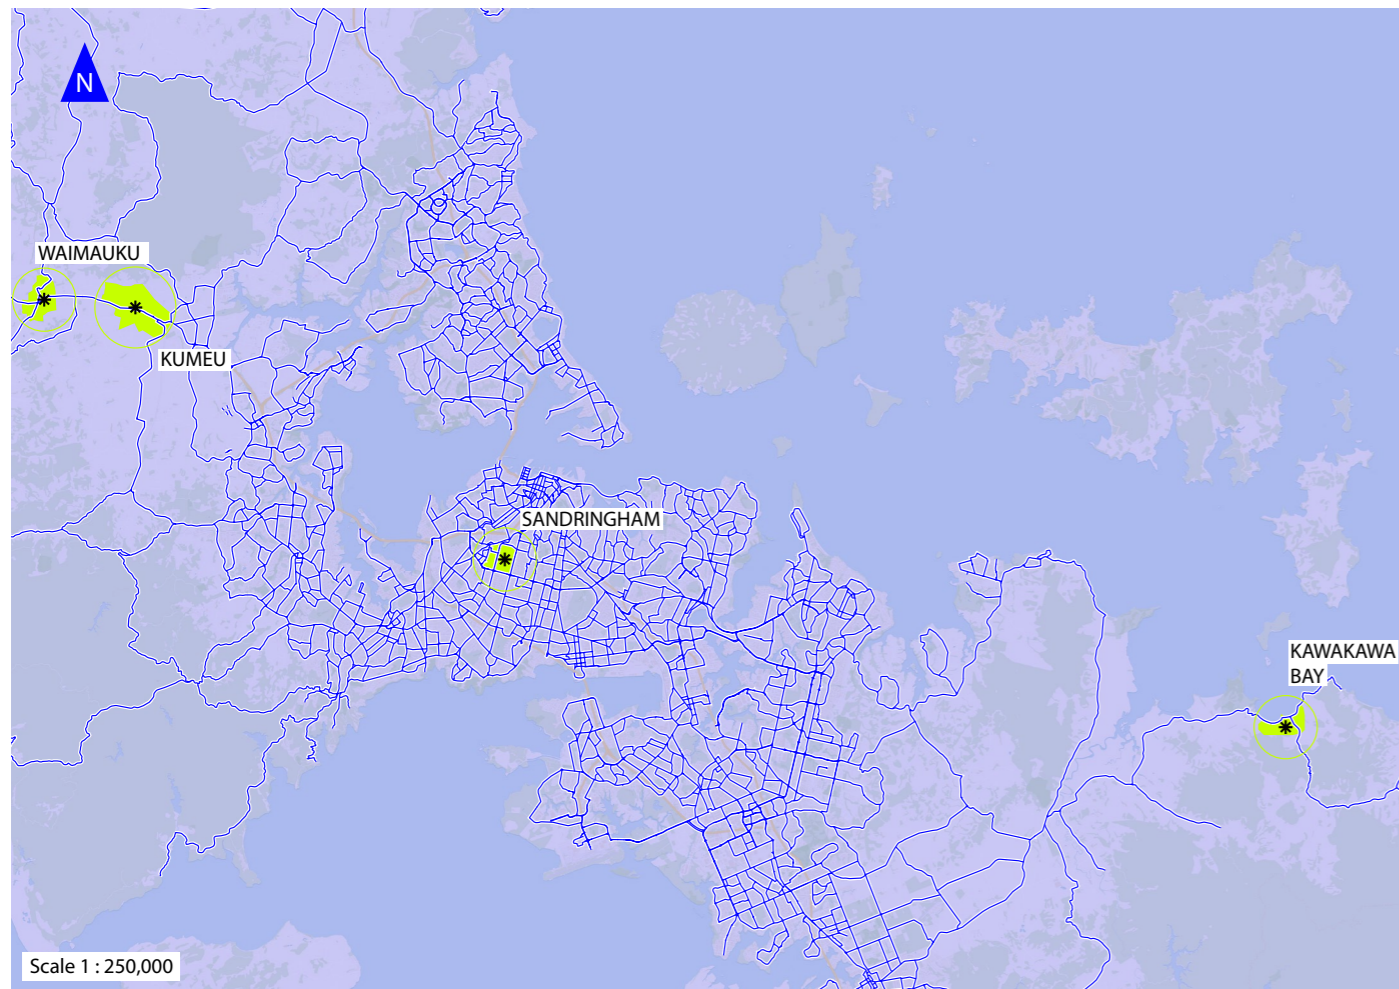 N
WAIMAUKU
KUMEU
SANDRINGHAM
KAWAKAWA
BAY
Scale 1 : 250,000